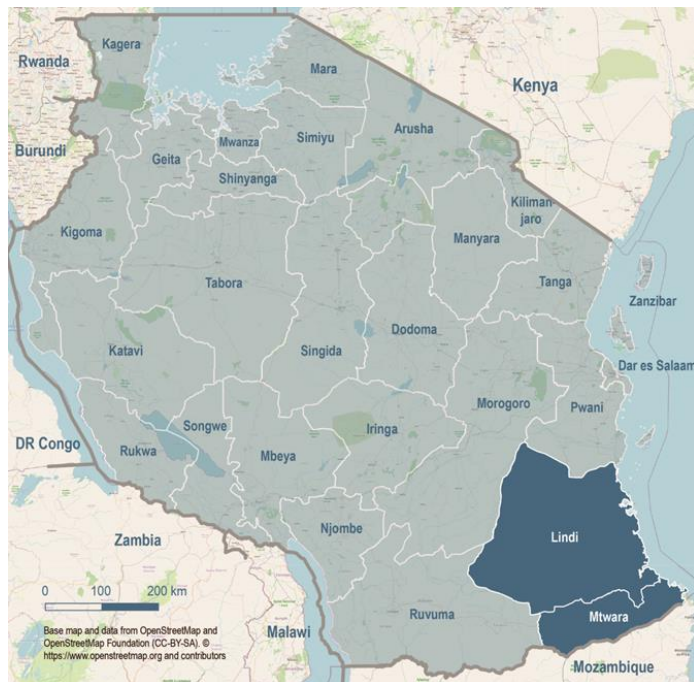 Kagera
Rwanda
Mara
Kenya
Arusha
Burundi
Geita
Mwanza
Simiyu
Shinyanga
Kiliman-
jaro
Kigoma
Manyara
Tabora
Tanga
Zanzibar
Dodoma
Katavi
Singida
Dar es Salaam
Morogoro
Pwani
Songwe
Iringa
DR Congo
Rukwa
Mbeya
Njombe
Lindi
Zambia
0 100 200 km
Ruvuma
Mtwara
Base map and data from OpenStreetMap and
OpenStreetMap Foundation (CC-BY-SA). ©
https://www.openstreetmap.org and contributors
Malawi
Mozambique